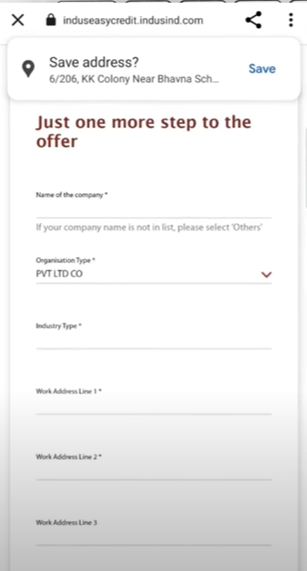 induseasycredit.indusind.com
Save address?
Save
6/206, KK Colony Near Bhavna Sch...
Just one more step to the
offer
Name of the company *
If your company name is not in list, please select 'Others'
Organisation Type *
PVT LTD CO
Industry Type *
Work Address Line 1 *
Work Address Line 2 *
Work Address Line 3